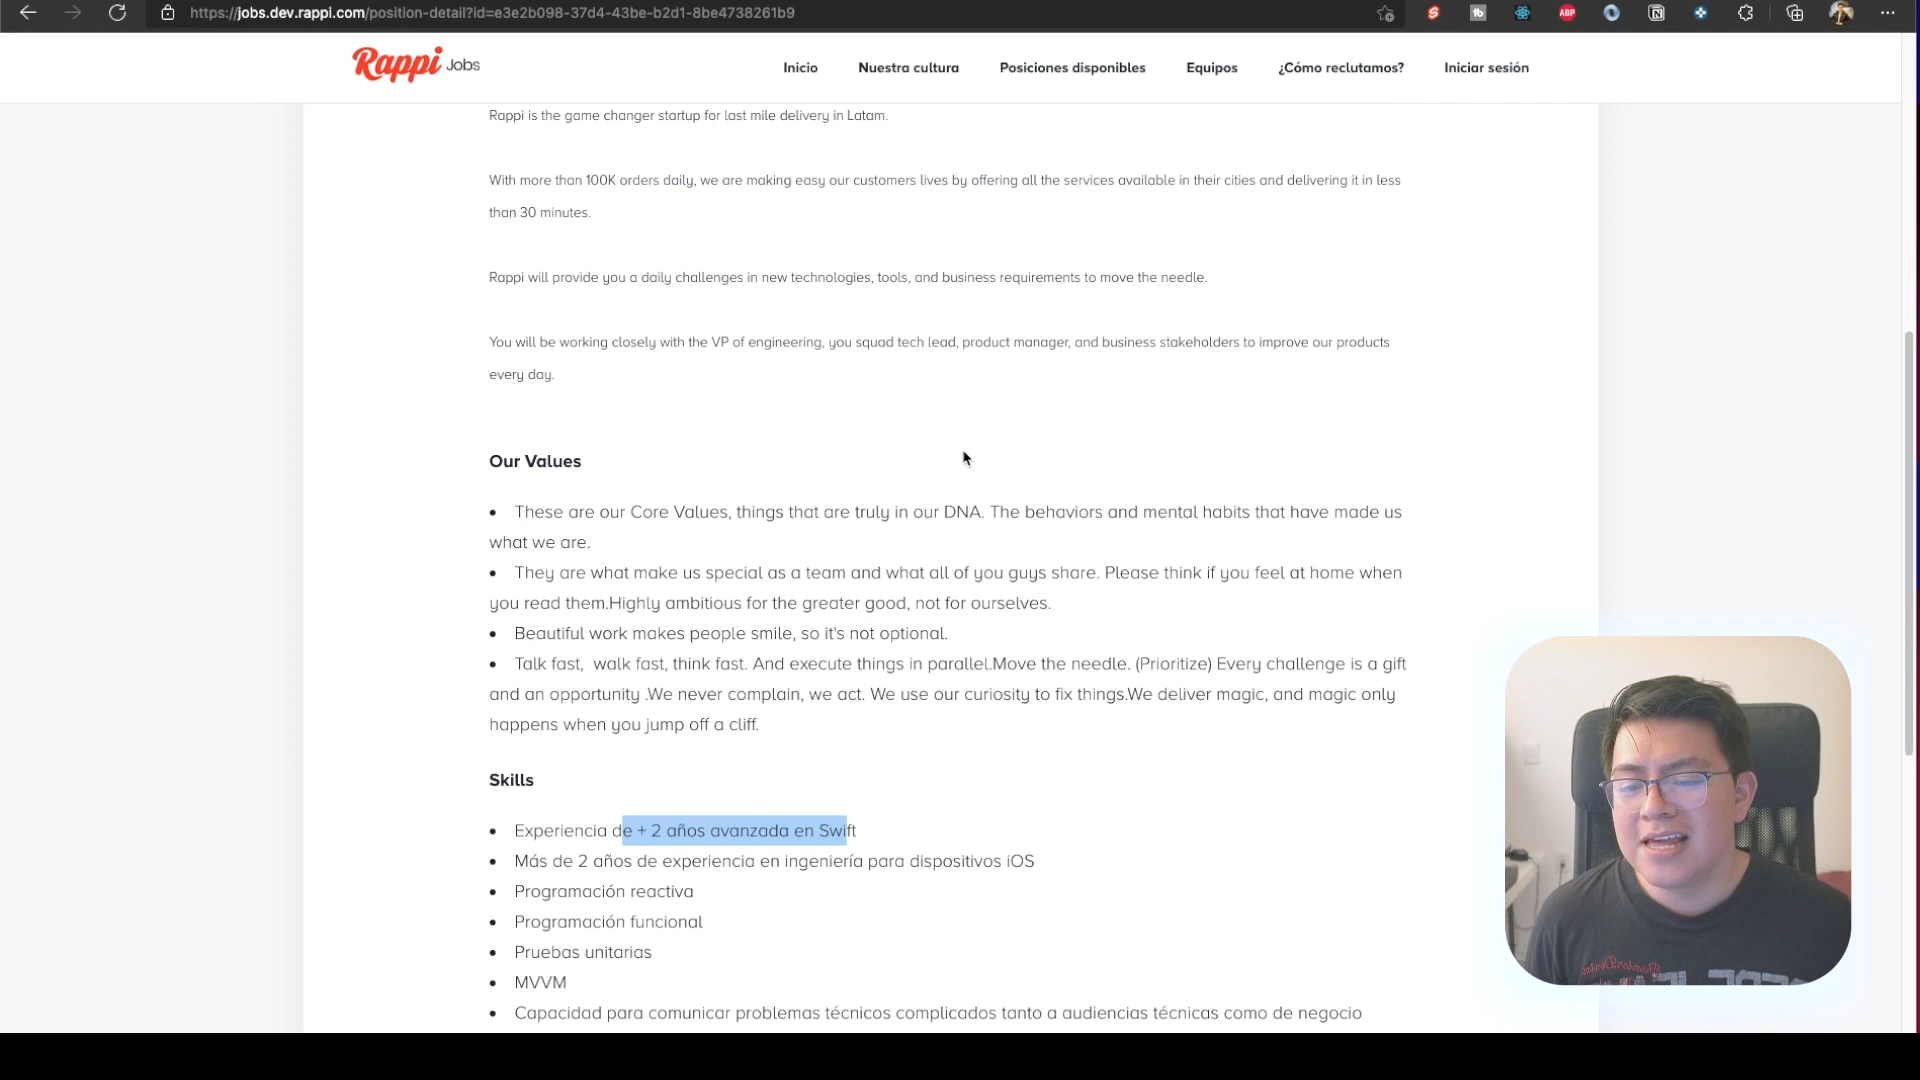 https://jobs.dev.rappi.com/position-detail?id=e3e2b098-37d4-43be-b2d1-8be4738261b9
ABP
Rappi Jobs
Inicio
Nuestra cultura
Posiciones disponibles
Equipos
¿Cómo reclutamos?
Iniciar sesión
Rappi is the game changer startup for last mile delivery in Latam.
With more than 100K orders daily, we are making easy our customers lives by offering all the services available in their cities and delivering it in less
than 30 minutes.
Rappi will provide you a daily challenges in new technologies, tools, and business requirements to move the needle.
You will be working closely with the VP of engineering, you squad tech lead, product manager, and business stakeholders to improve our products
every day.
Our Values
• These are our Core Values, things that are truly in our DNA. The behaviors and mental habits that have made us
what we are.
• They are what make us special as a team and what all of you guys share. Please think if you feel at home when
you read them.Highly ambitious for the greater good, not for ourselves.
• Beautiful work makes people smile, so it's not optional.
• Talk fast,  walk fast, think fast. And execute things in parallel.Move the needle. (Prioritize) Every challenge is a gift
and an opportunity .We never complain, we act. We use our curiosity to fix things.We deliver magic, and magic only
happens when you jump off a cliff.
Skills
• Experiencia de + 2 años avanzada en Swift
• Más de 2 años de experiencia en ingeniería para dispositivos iOS
• Programación reactiva
• Programación funcional
• Pruebas unitarias
• MVVM
• Capacidad para comunicar problemas técnicos complicados tanto a audiencias técnicas como de negocio